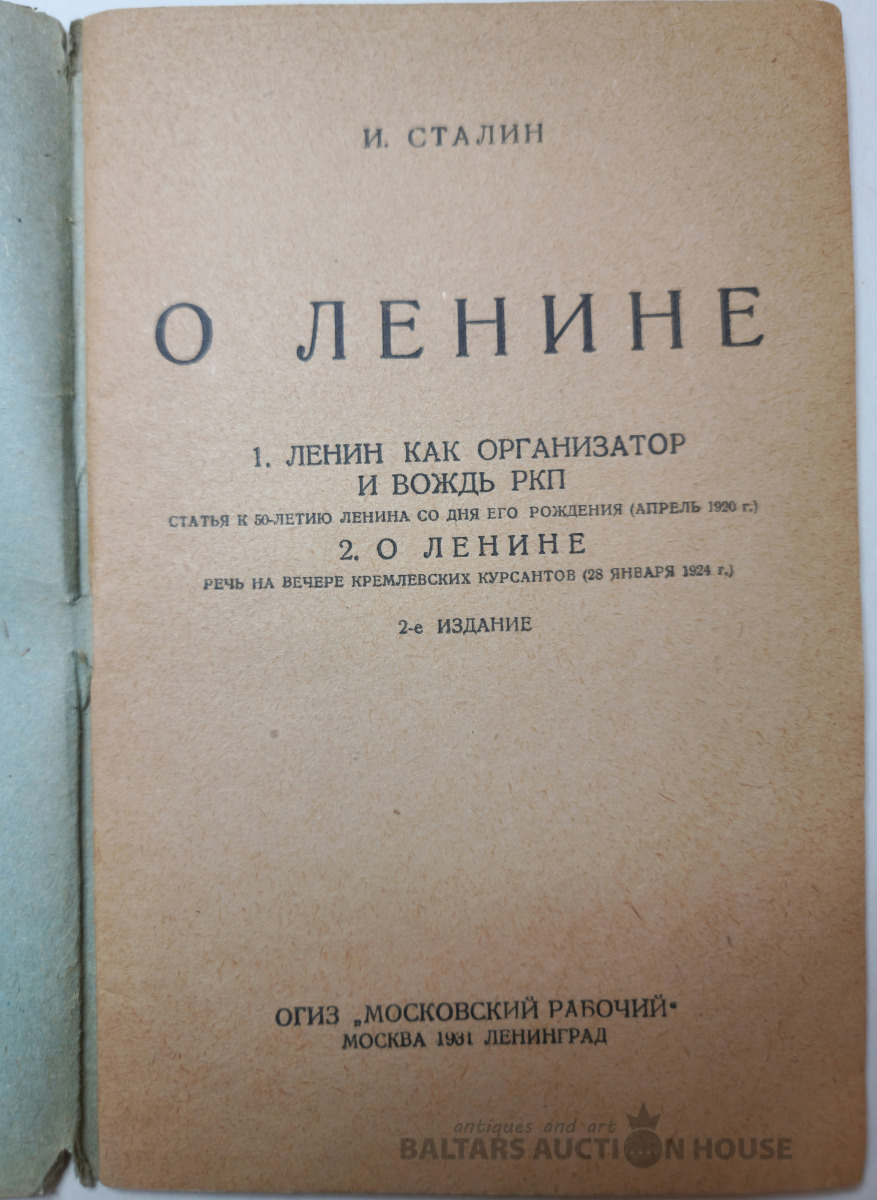 И. СТАЛИН
О ЛЕНИНЕ
1. ЛЕНИН КАК ОРГАНИЗАТОР
И ВОЖДЬ РКП
СТАТЬЯ К 50-ЛЕТИЮ ЛЕНИНА СО ДНЯ ЕГО РОЖДЕНИЯ (АПРЕЛЬ 1920 г.)
2. О ЛЕНИНЕ
РЕЧЬ НА ВЕЧЕРЕ КРЕМЛЕВСКИХ КУРСАНТОВ (28 ЯНВАРЯ 1924 г.)
2-е ИЗДАНИЕ
ОГИЗ „МОСКОВСКИЙ РАБОЧИЙ“
МОСКВА 1931 ЛЕНИНГРАД
antiques and art
BALTARS AUCTION HOUSE